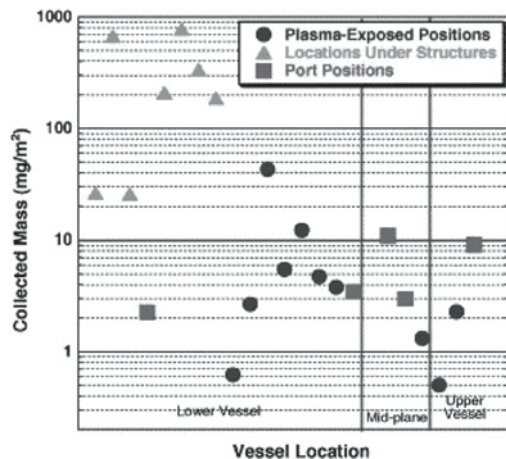 1000
100
10
1
Collected Mass (mg/m²)
Plasma-Exposed Positions
Locations Under Structures
Port Positions
Lower Vessel
Mid-plane
Upper
Vessel
Vessel Location